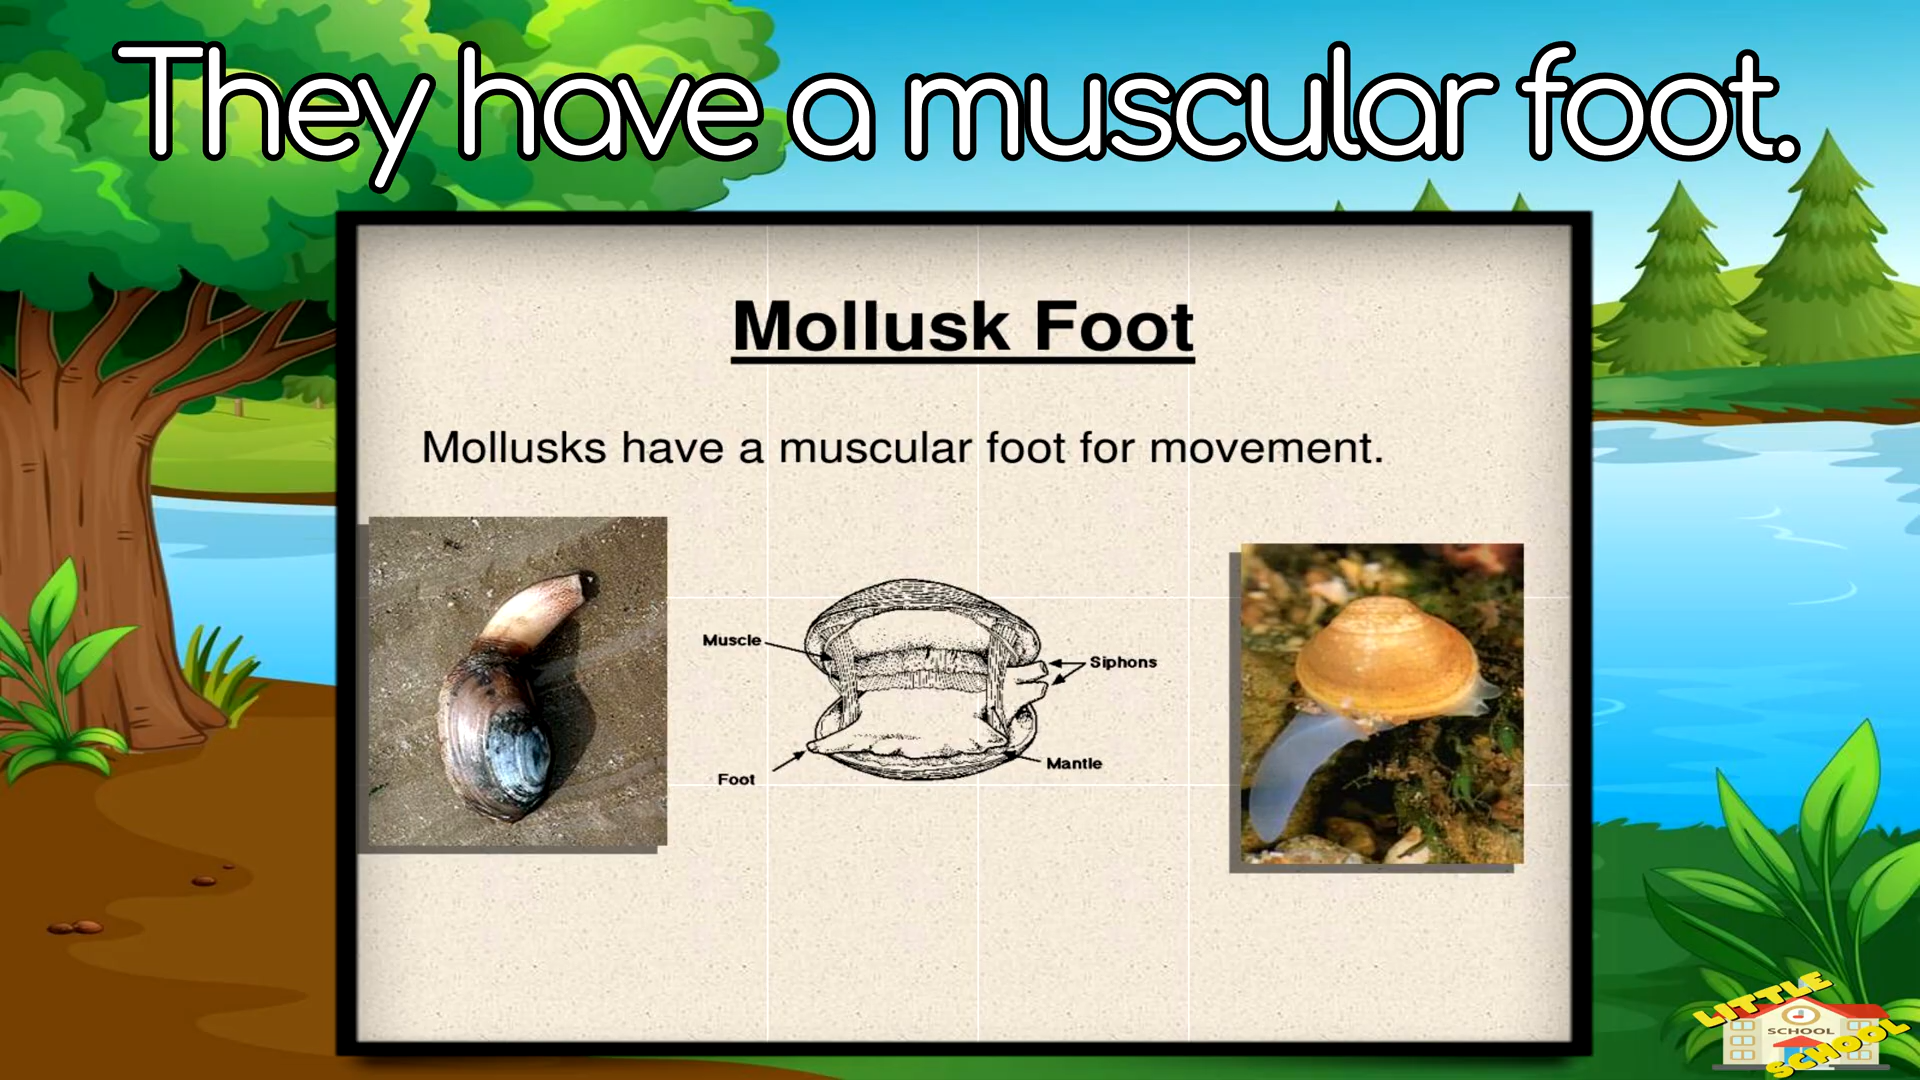 They have a muscular foot.
Mollusk Foot
Mollusks have a muscular foot for movement.
Muscle
Siphons
Foot
Mantle
LITTLE
SCHOOL
SCHOOL